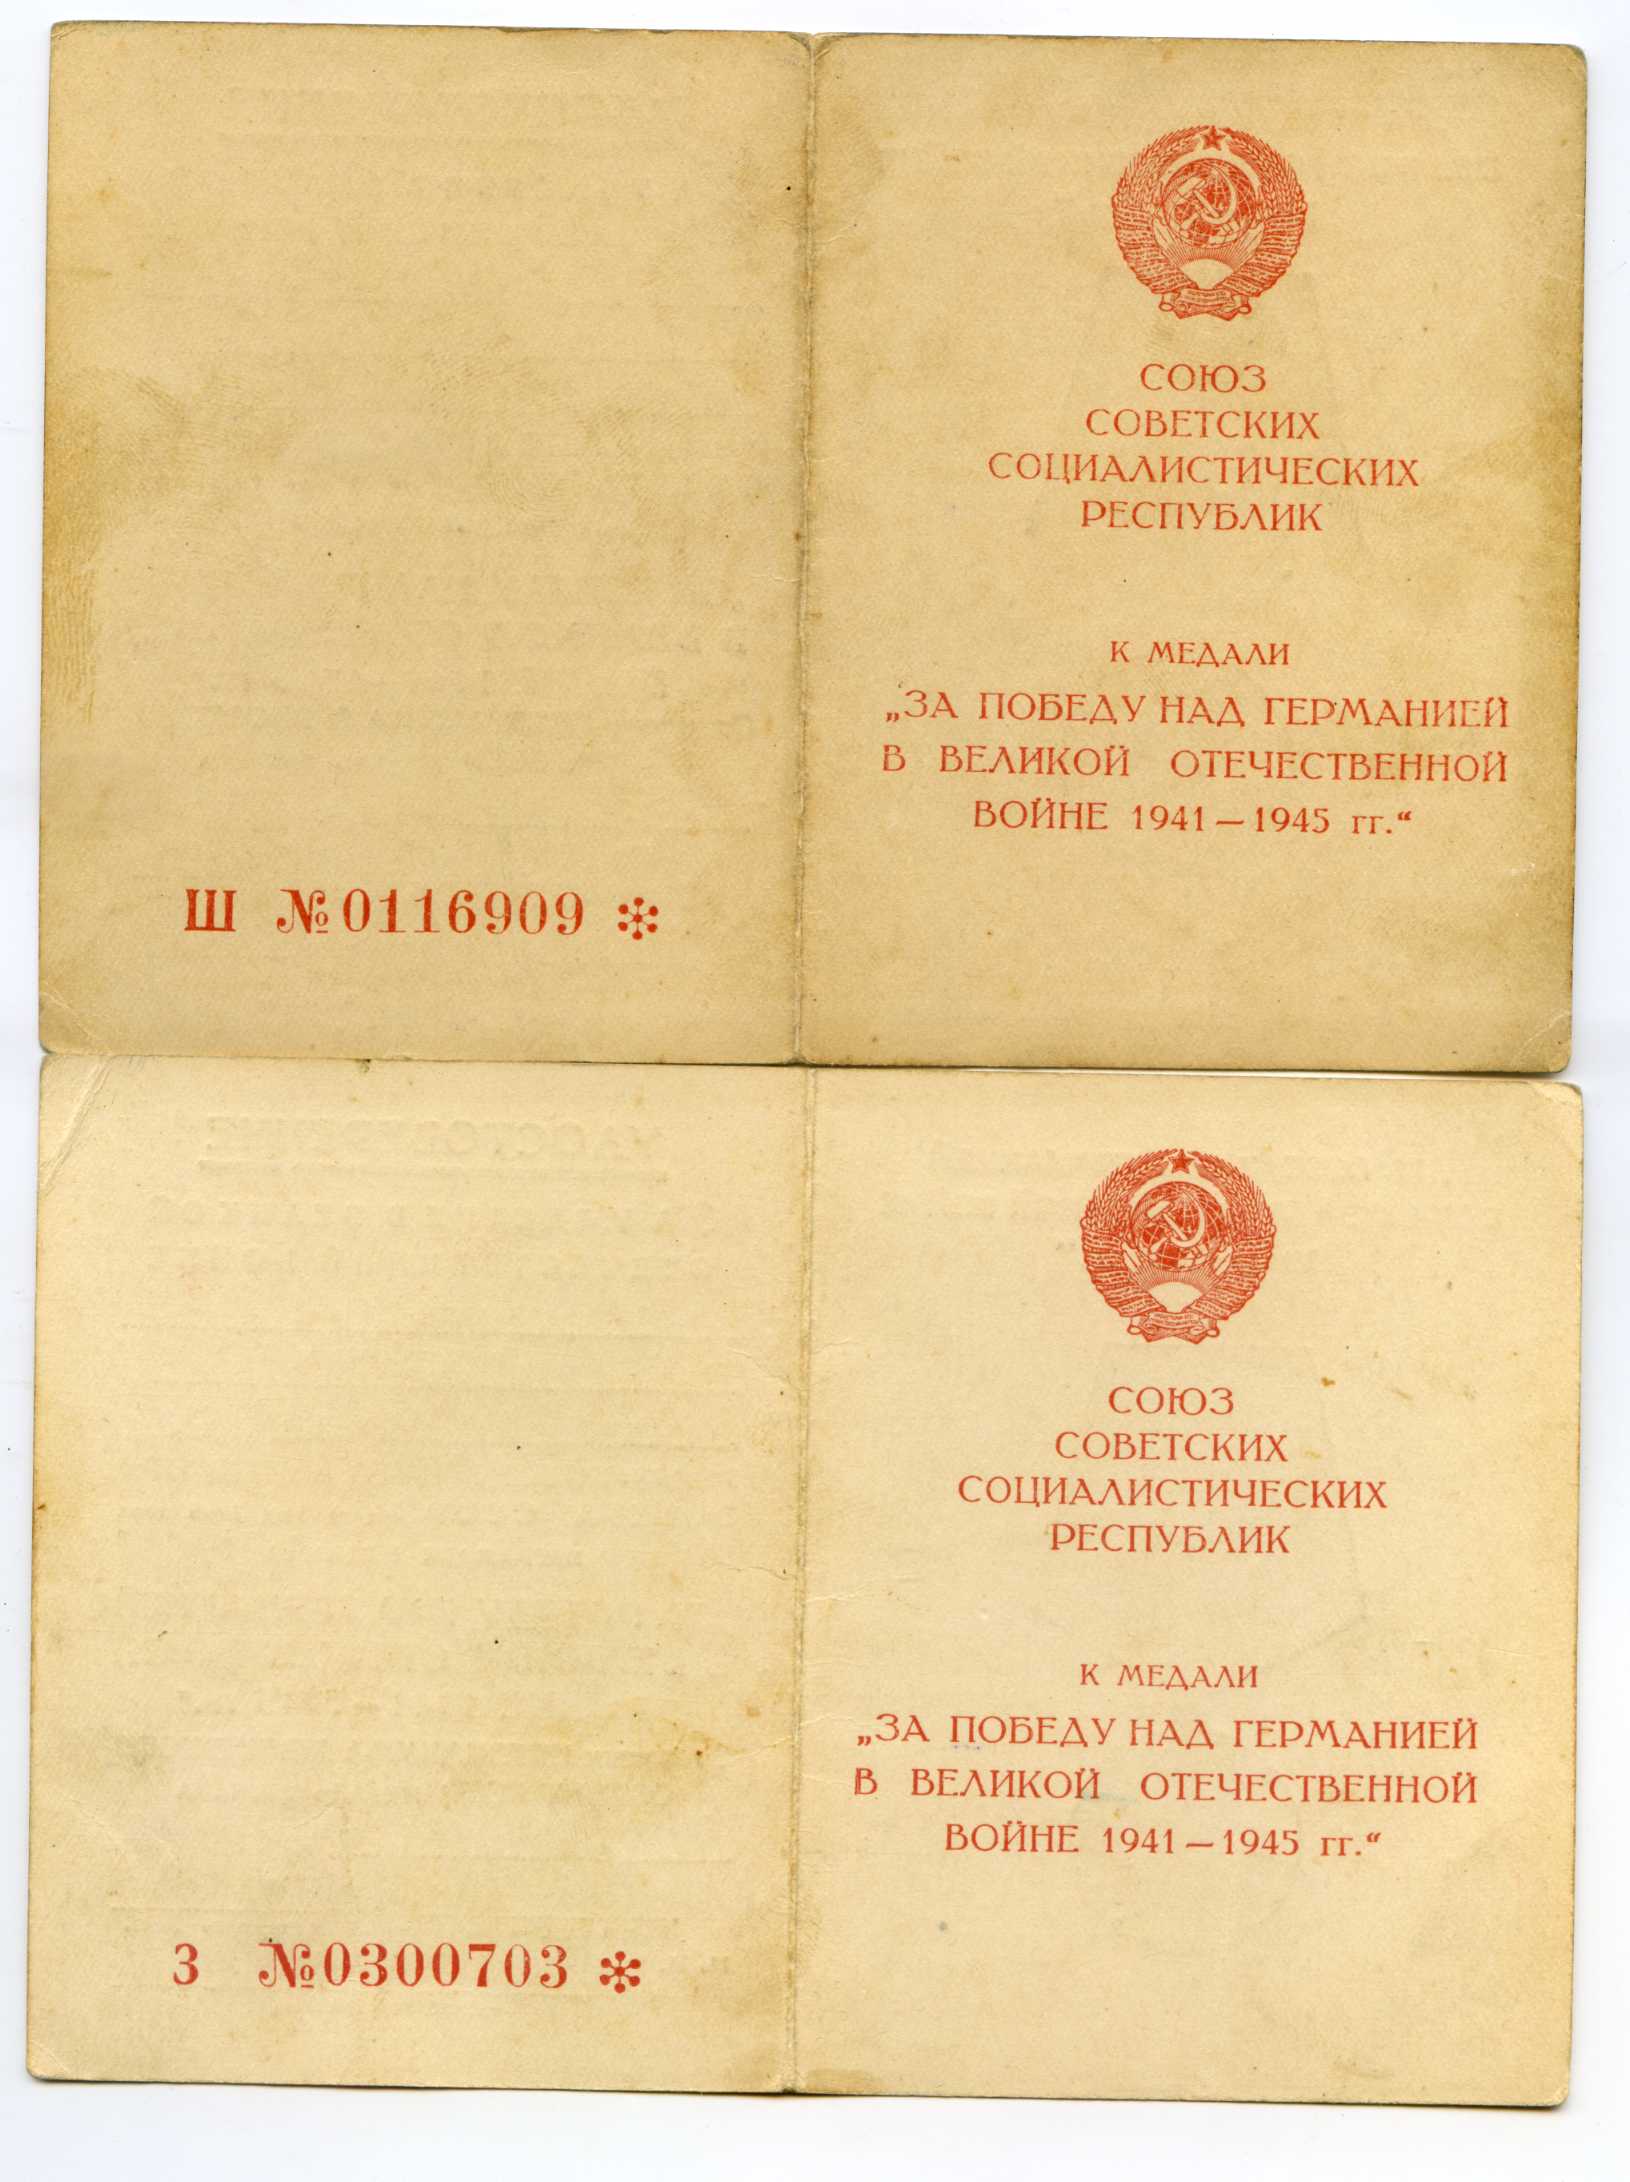 СОЮЗ
СОВЕТСКИХ
СОЦИАЛИСТИЧЕСКИХ
РЕСПУБЛИК
К МЕДАЛИ
„ЗА ПОБЕДУ НАД ГЕРМАНИЕЙ
В ВЕЛИКОЙ ОТЕЧЕСТВЕННОЙ
ВОЙНЕ 1941 — 1945 гг.“
Ш №0116909 *
СОЮЗ
СОВЕТСКИХ
СОЦИАЛИСТИЧЕСКИХ
РЕСПУБЛИК
К МЕДАЛИ
„ЗА ПОБЕДУ НАД ГЕРМАНИЕЙ
В ВЕЛИКОЙ ОТЕЧЕСТВЕННОЙ
ВОЙНЕ 1941 — 1945 гг.“
З №0300703 *